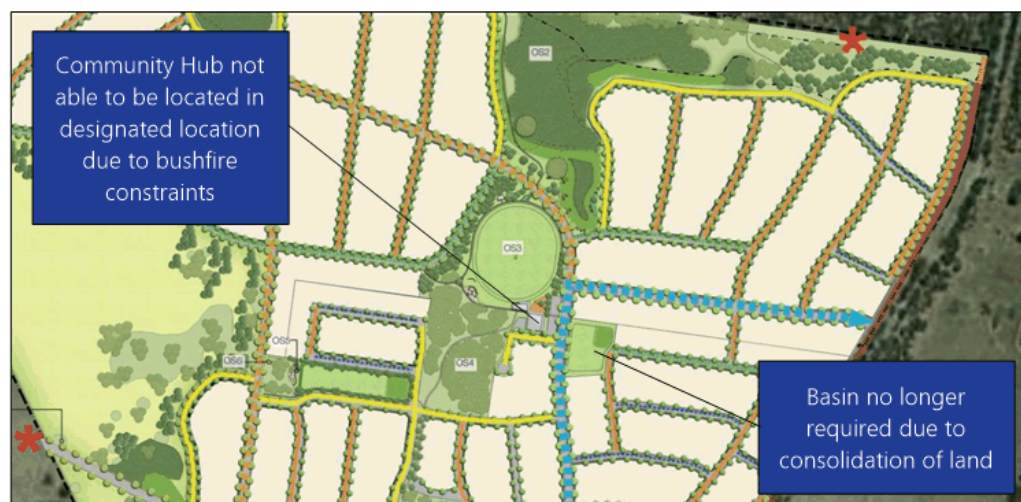 Community Hub not
able to be located in
designated location
due to bushfire
constraints
OS2
OS3
OS5
OS6
OS4
Basin no longer
required due to
consolidation of land